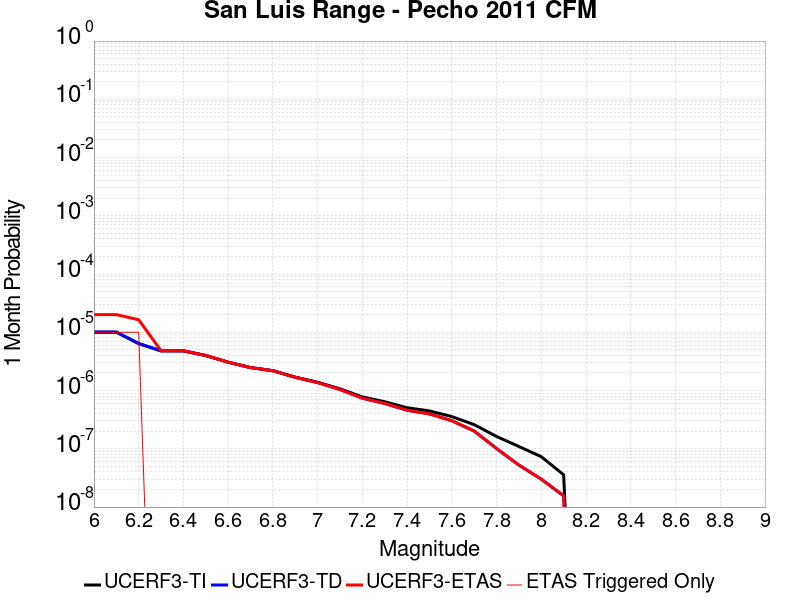 San Luis Range - Pecho 2011 CFM
1 Month Probability
10^0
10^-1
10^-2
10^-3
10^-4
10^-5
10^-6
10^-7
10^-8
6 6.2 6.4 6.6 6.8 7 7.2 7.4 7.6 7.8 8 8.2 8.4 8.6 8.8 9
Magnitude
UCERF3-TI UCERF3-TD UCERF3-ETAS ETAS Triggered Only